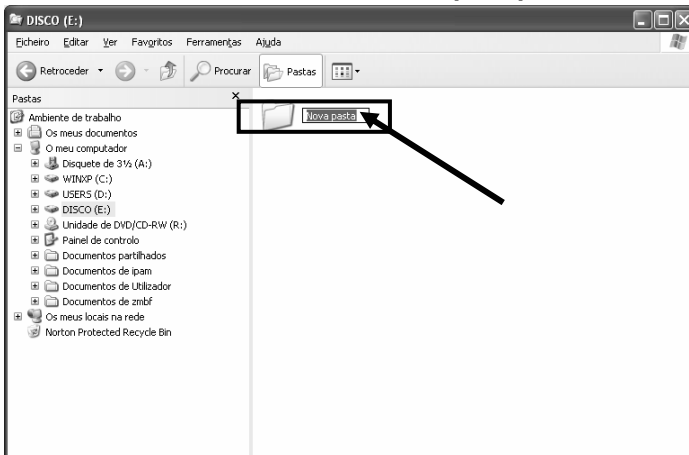 DISCO (E:)
Ficheiro Editar Ver Favoritos Ferramentas Ajuda
Retroceder Procurar Pastas
Pastas
Ambiente de trabalho
Os meus documentos
O meu computador
Disquete de 3½ (A:)
WINXP (C:)
USERS (D:)
DISCO (E:)
Unidade de DVD/CD-RW (R:)
Painel de controlo
Documentos partilhados
Documentos de ipam
Documentos de Utilizador
Documentos de zmbf
Os meus locais na rede
Norton Protected Recycle Bin
Nova pasta